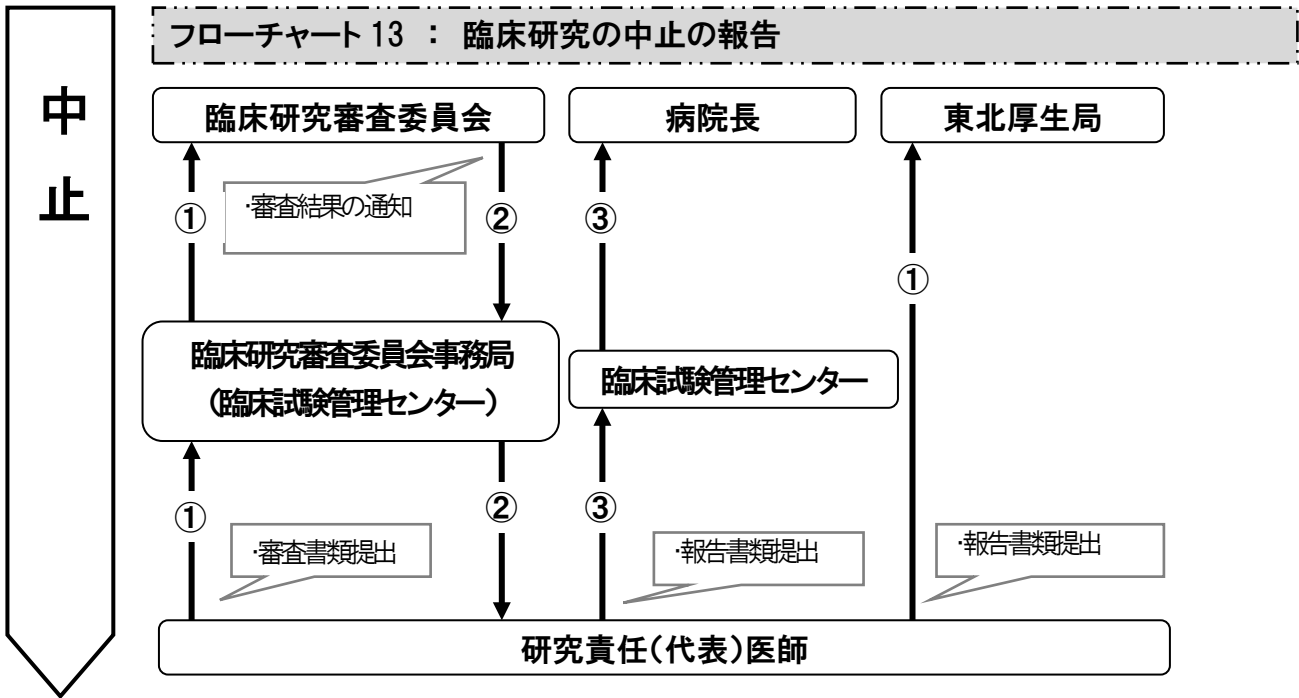 フローチャート 13 ： 臨床研究の中止の報告
中
止
臨床研究審査委員会
病院長
東北厚生局
･審査結果の通知
①
②
③
①
臨床研究審査委員会事務局
（臨床試験管理センター）
臨床試験管理センター
①
②
③
･審査書類提出
･報告書類提出
･報告書類提出
研究責任（代表）医師